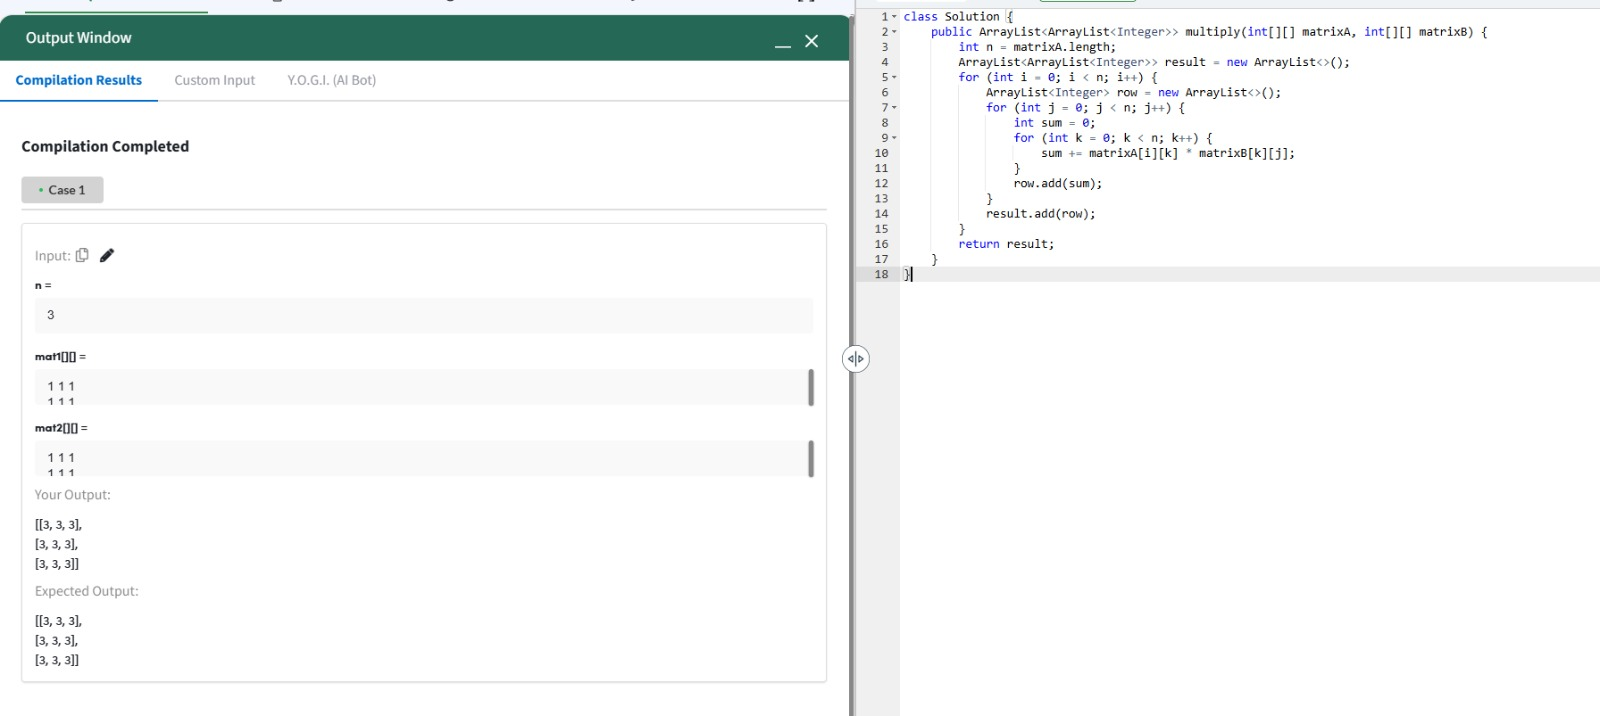 Output Window
Compilation Results
Custom Input
Y.O.G.I. (AI Bot)
Compilation Completed
Case 1
Input:
n =
3
mat1[][] =
1 1 1
1 1 1
mat2[][] =
1 1 1
1 1 1
Your Output:
[[3, 3, 3],
[3, 3, 3],
[3, 3, 3]]
Expected Output:
[[3, 3, 3],
[3, 3, 3],
[3, 3, 3]]
1 class Solution {
2 public ArrayList<ArrayList<Integer>> multiply(int[][] matrixA, int[][] matrixB) {
3 int n = matrixA.length;
4 ArrayList<ArrayList<Integer>> result = new ArrayList<>();
5 for (int i = 0; i < n; i++) {
6 ArrayList<Integer> row = new ArrayList<>();
7 for (int j = 0; j < n; j++) {
8 int sum = 0;
9 for (int k = 0; k < n; k++) {
10 sum += matrixA[i][k] * matrixB[k][j];
11 }
12 row.add(sum);
13 }
14 result.add(row);
15 }
16 return result;
17 }
18 }